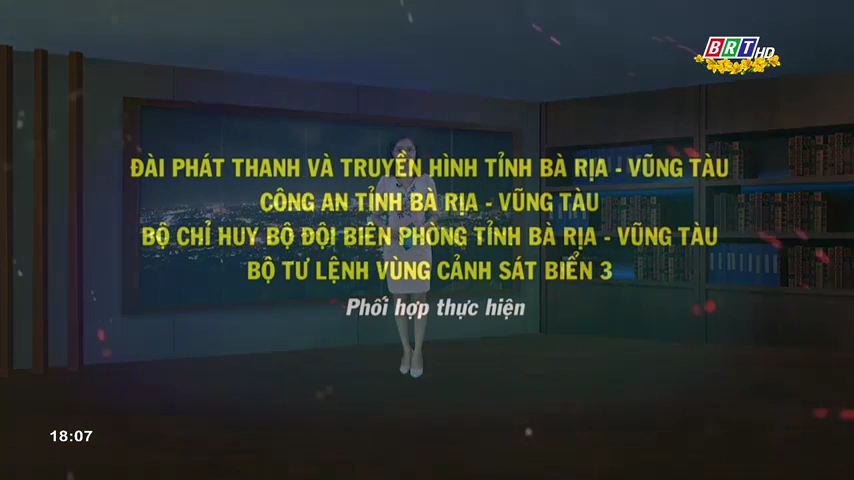 BRT HD
ĐÀI PHÁT THANH VÀ TRUYỀN HÌNH TỈNH BÀ RỊA - VŨNG TÀU
CÔNG AN TỈNH BÀ RỊA - VŨNG TÀU
BỘ CHỈ HUY BỘ ĐỘI BIÊN PHÒNG TỈNH BÀ RỊA - VŨNG TÀU
BỘ TƯ LỆNH VÙNG CẢNH SÁT BIỂN 3
Phối hợp thực hiện
18:07